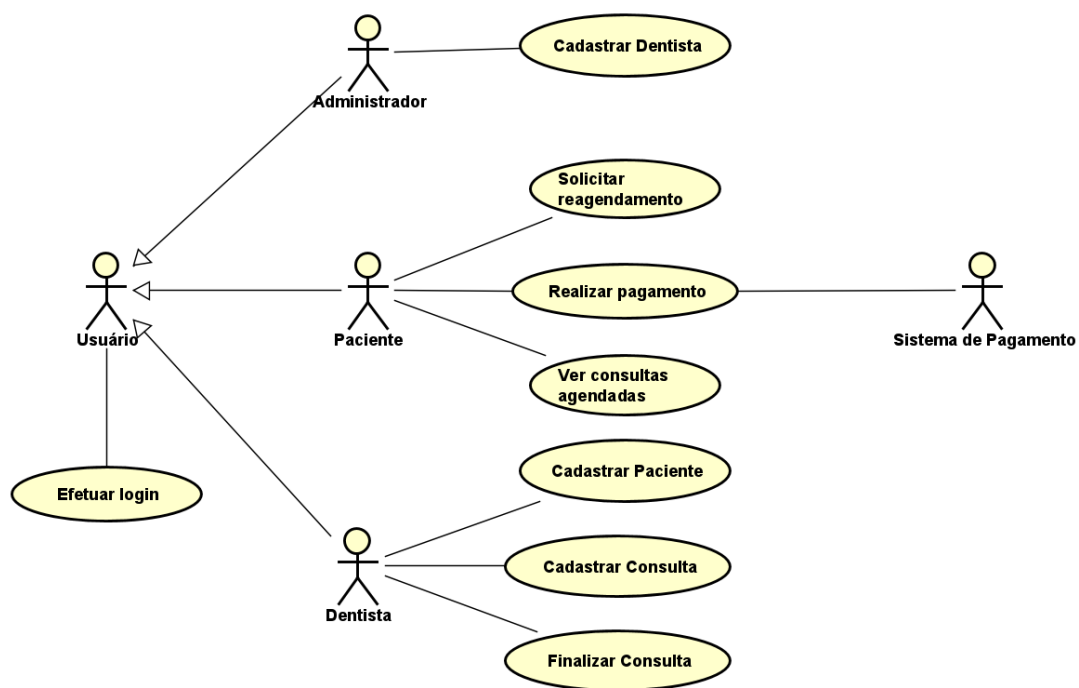 Cadastrar Dentista
Administrador
Solicitar
reagendamento
Realizar pagamento
Usuário
Paciente
Sistema de Pagamento
Ver consultas
agendadas
Cadastrar Paciente
Efetuar login
Cadastrar Consulta
Dentista
Finalizar Consulta